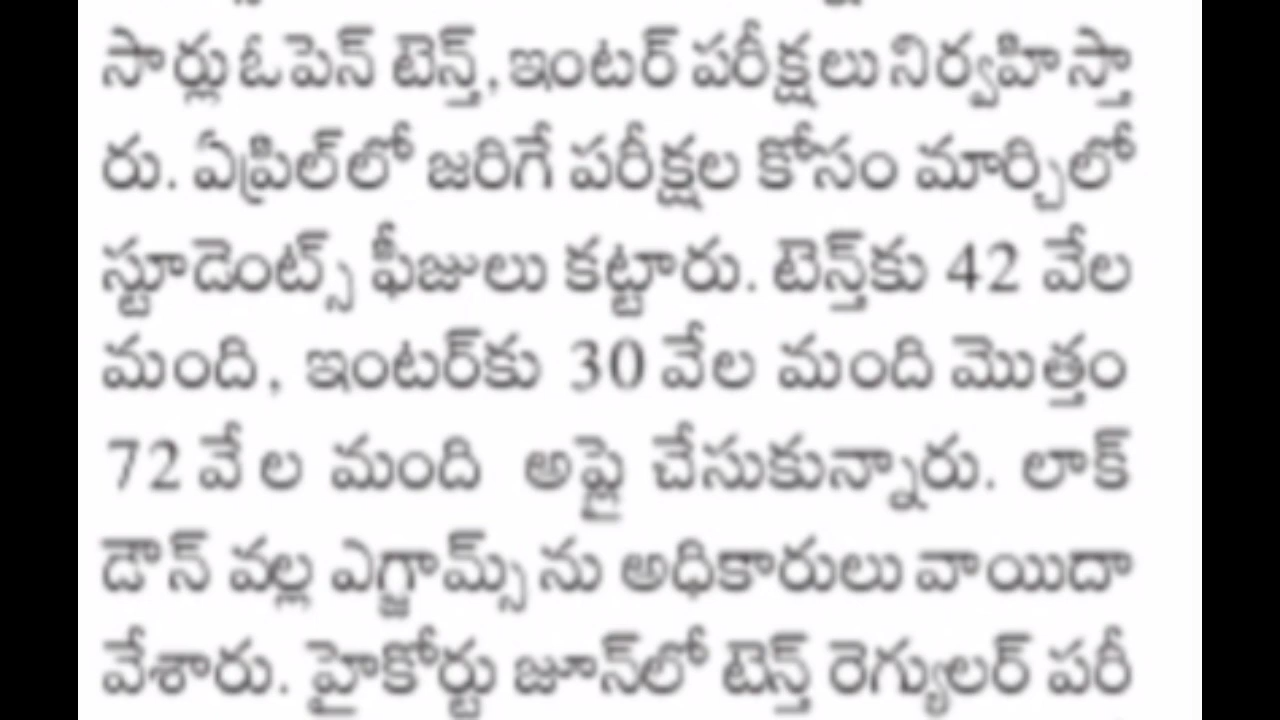 సార్లు ఓపెన్ టెన్త్, ఇంటర్ పరీక్షలు నిర్వహిస్తా
రు. ఏప్రిల్‌లో జరిగే పరీక్షల కోసం మార్చిలో
స్టూడెంట్స్ ఫీజులు కట్టారు. టెన్త్‌కు 42 వేల
మంది, ఇంటర్‌కు 30 వేల మంది మొత్తం
72 వే ల మంది అప్లై చేసుకున్నారు. లాక్
డౌన్ వల్ల ఎగ్జామ్స్ ను అధికారులు వాయిదా
వేశారు. హైకోర్టు జూన్‌లో టెన్త్ రెగ్యులర్ పరీ